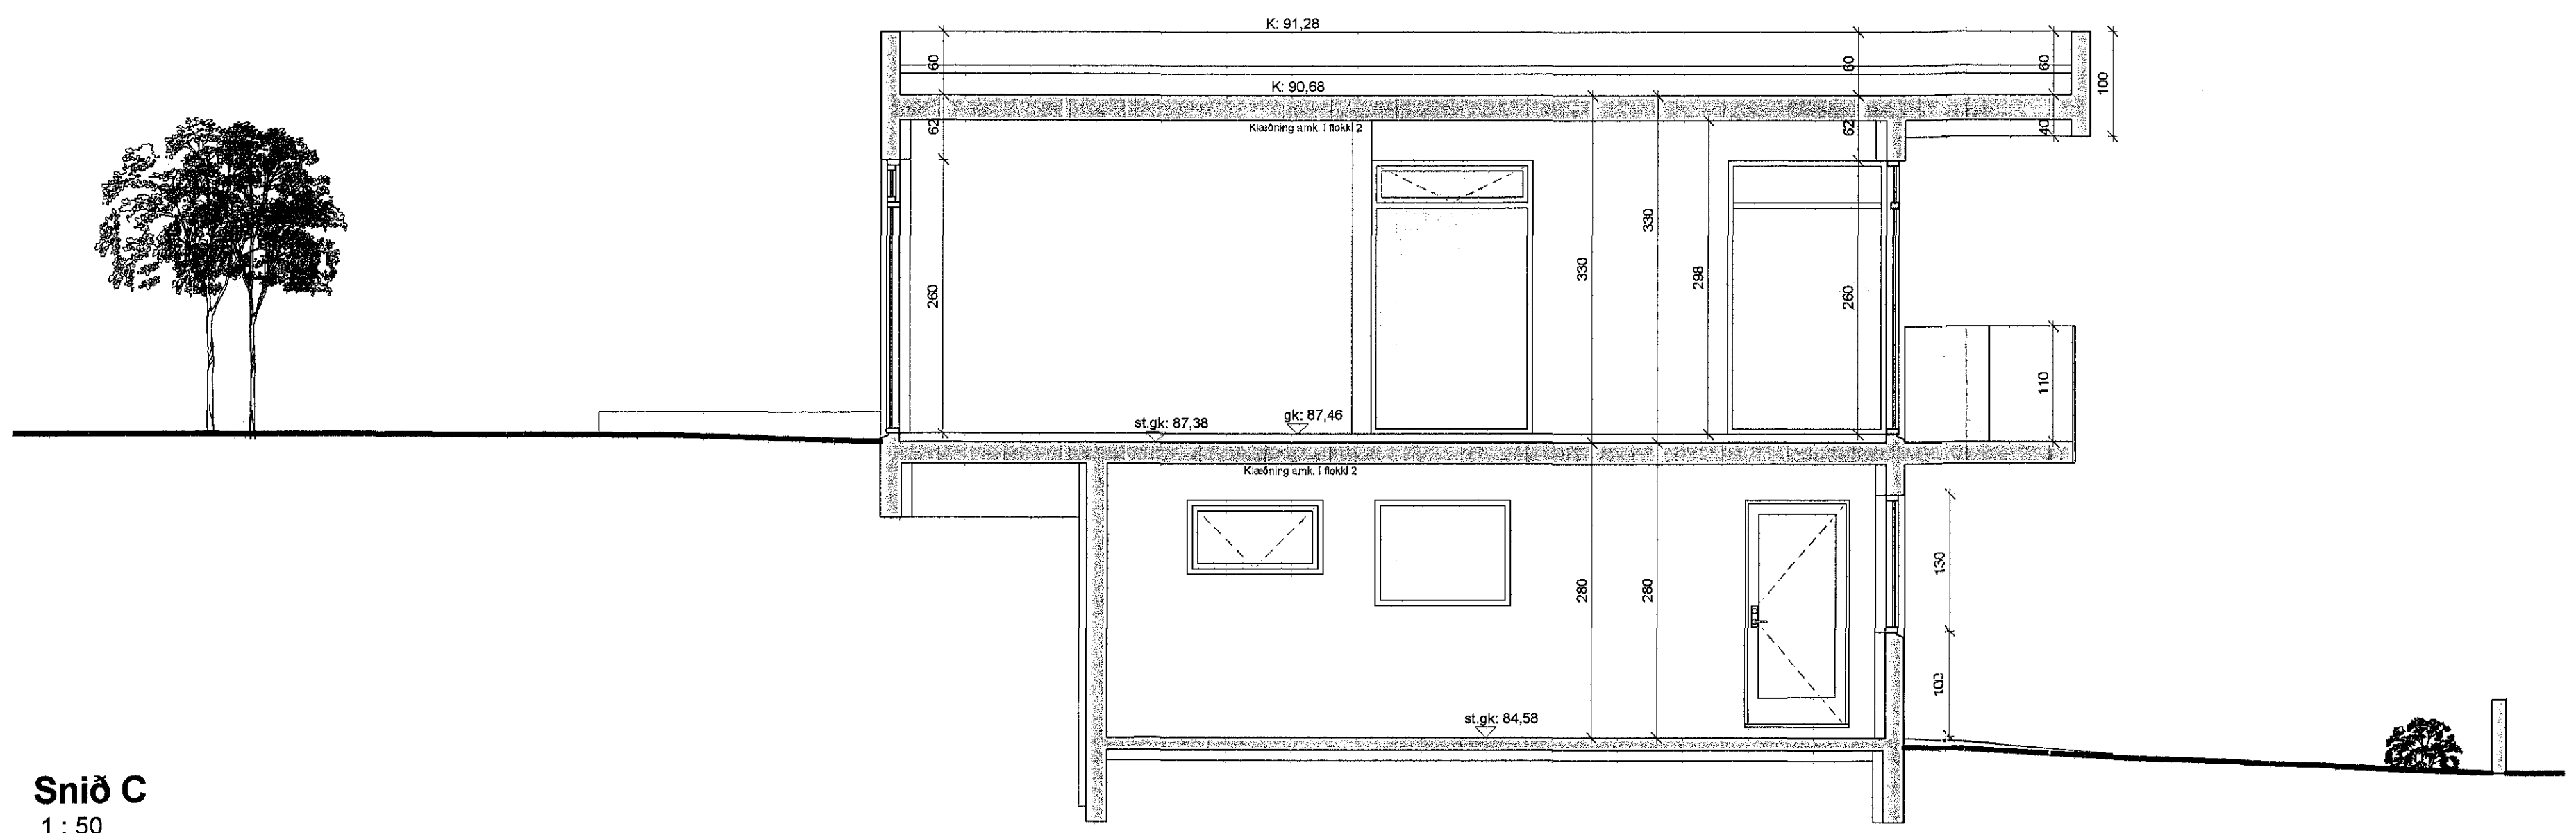 K: 91,28
60
60
60
100
K: 90,68
62
Klæðning amk. í flokki 2
62
40
260
330
330
298
260
110
st.gk: 87,38
gk: 87,46
Klæðning amk. í flokki 2
280
280
130
100
st.gk: 84,58
Snið C
1 : 50